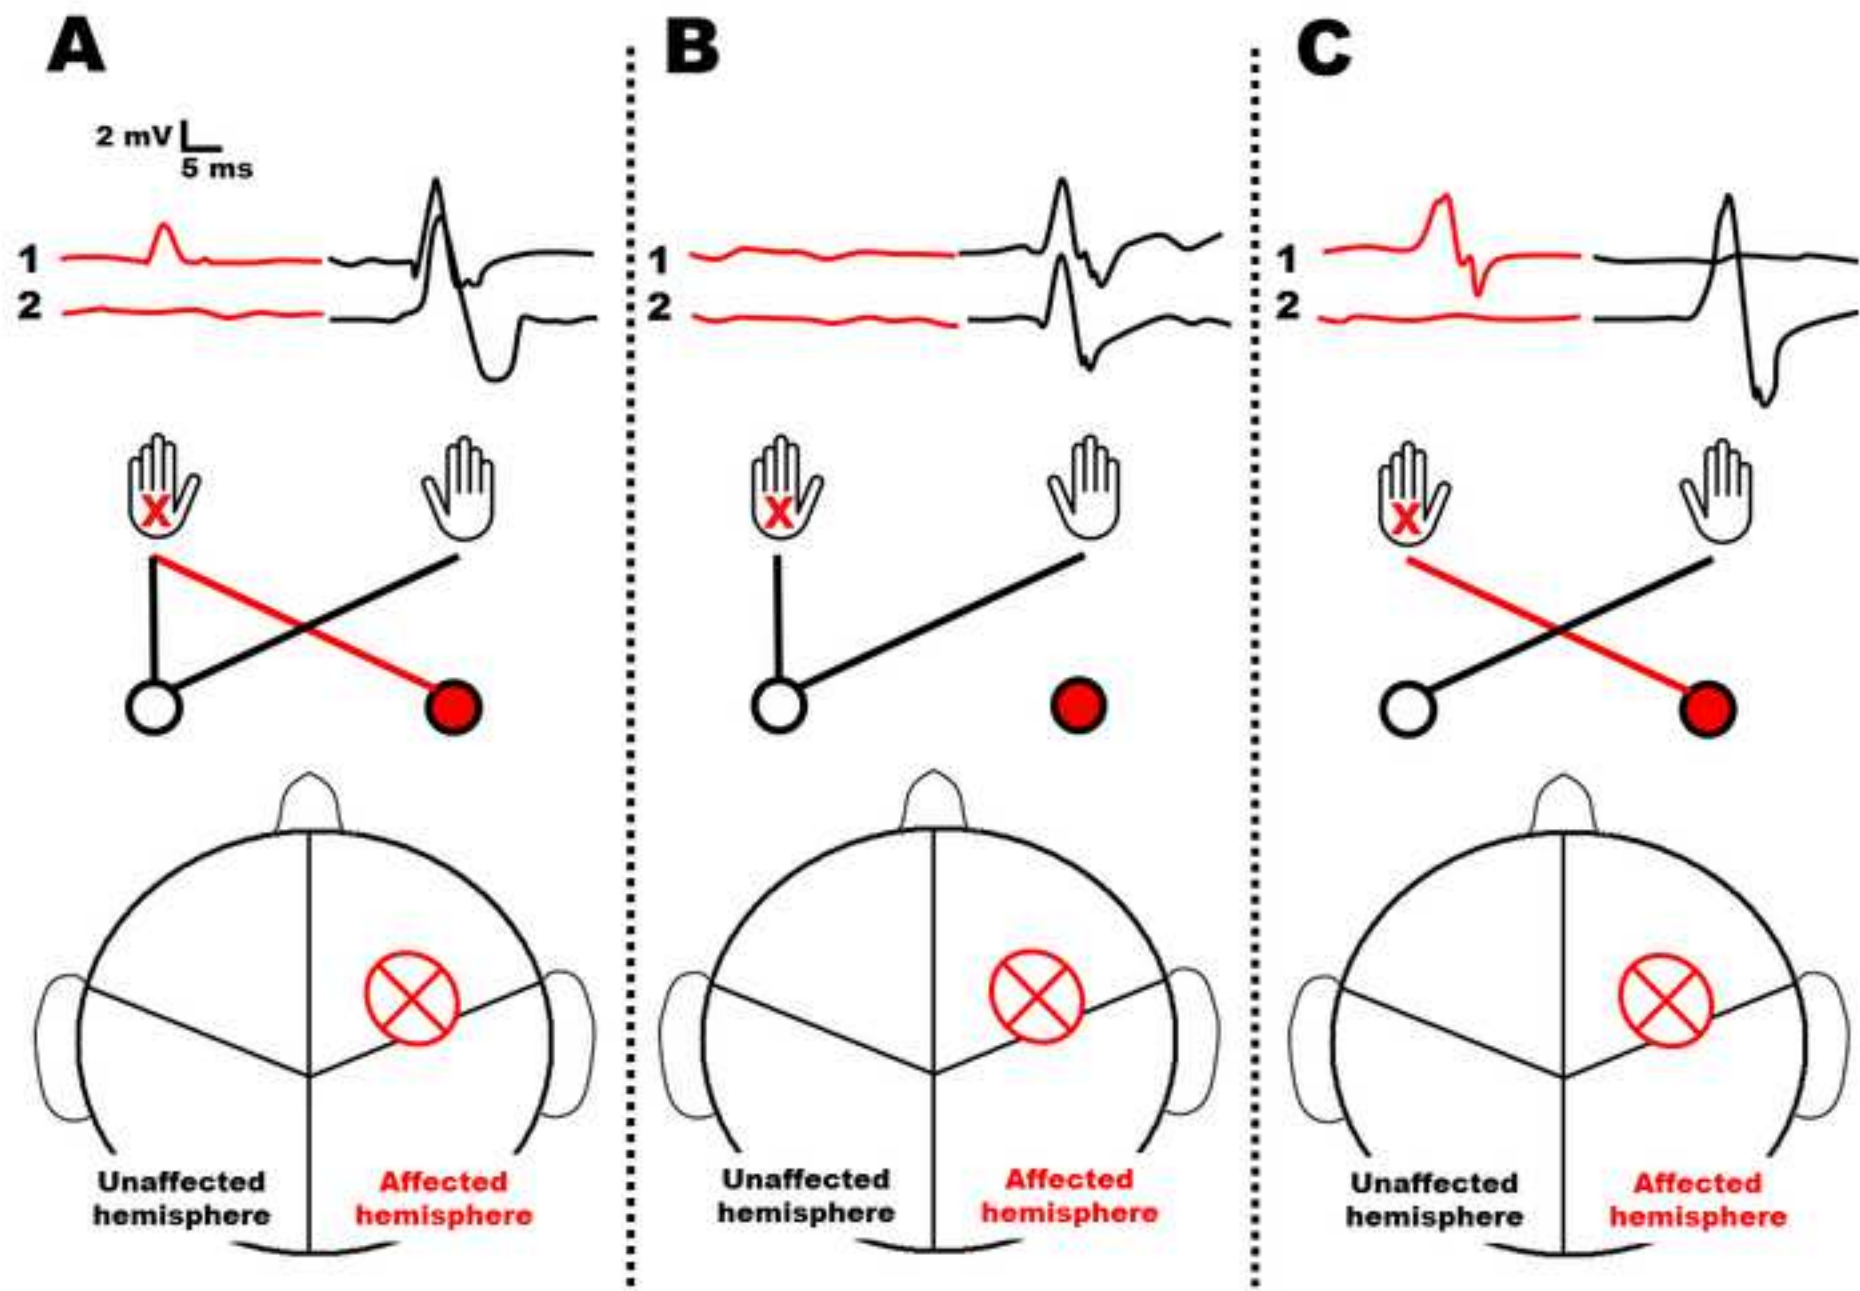 A
B
C
2 mV
5 ms
1
2
1
2
1
2
X
X
X
Unaffected
hemisphere
Affected
hemisphere
Unaffected
hemisphere
Affected
hemisphere
Unaffected
hemisphere
Affected
hemisphere